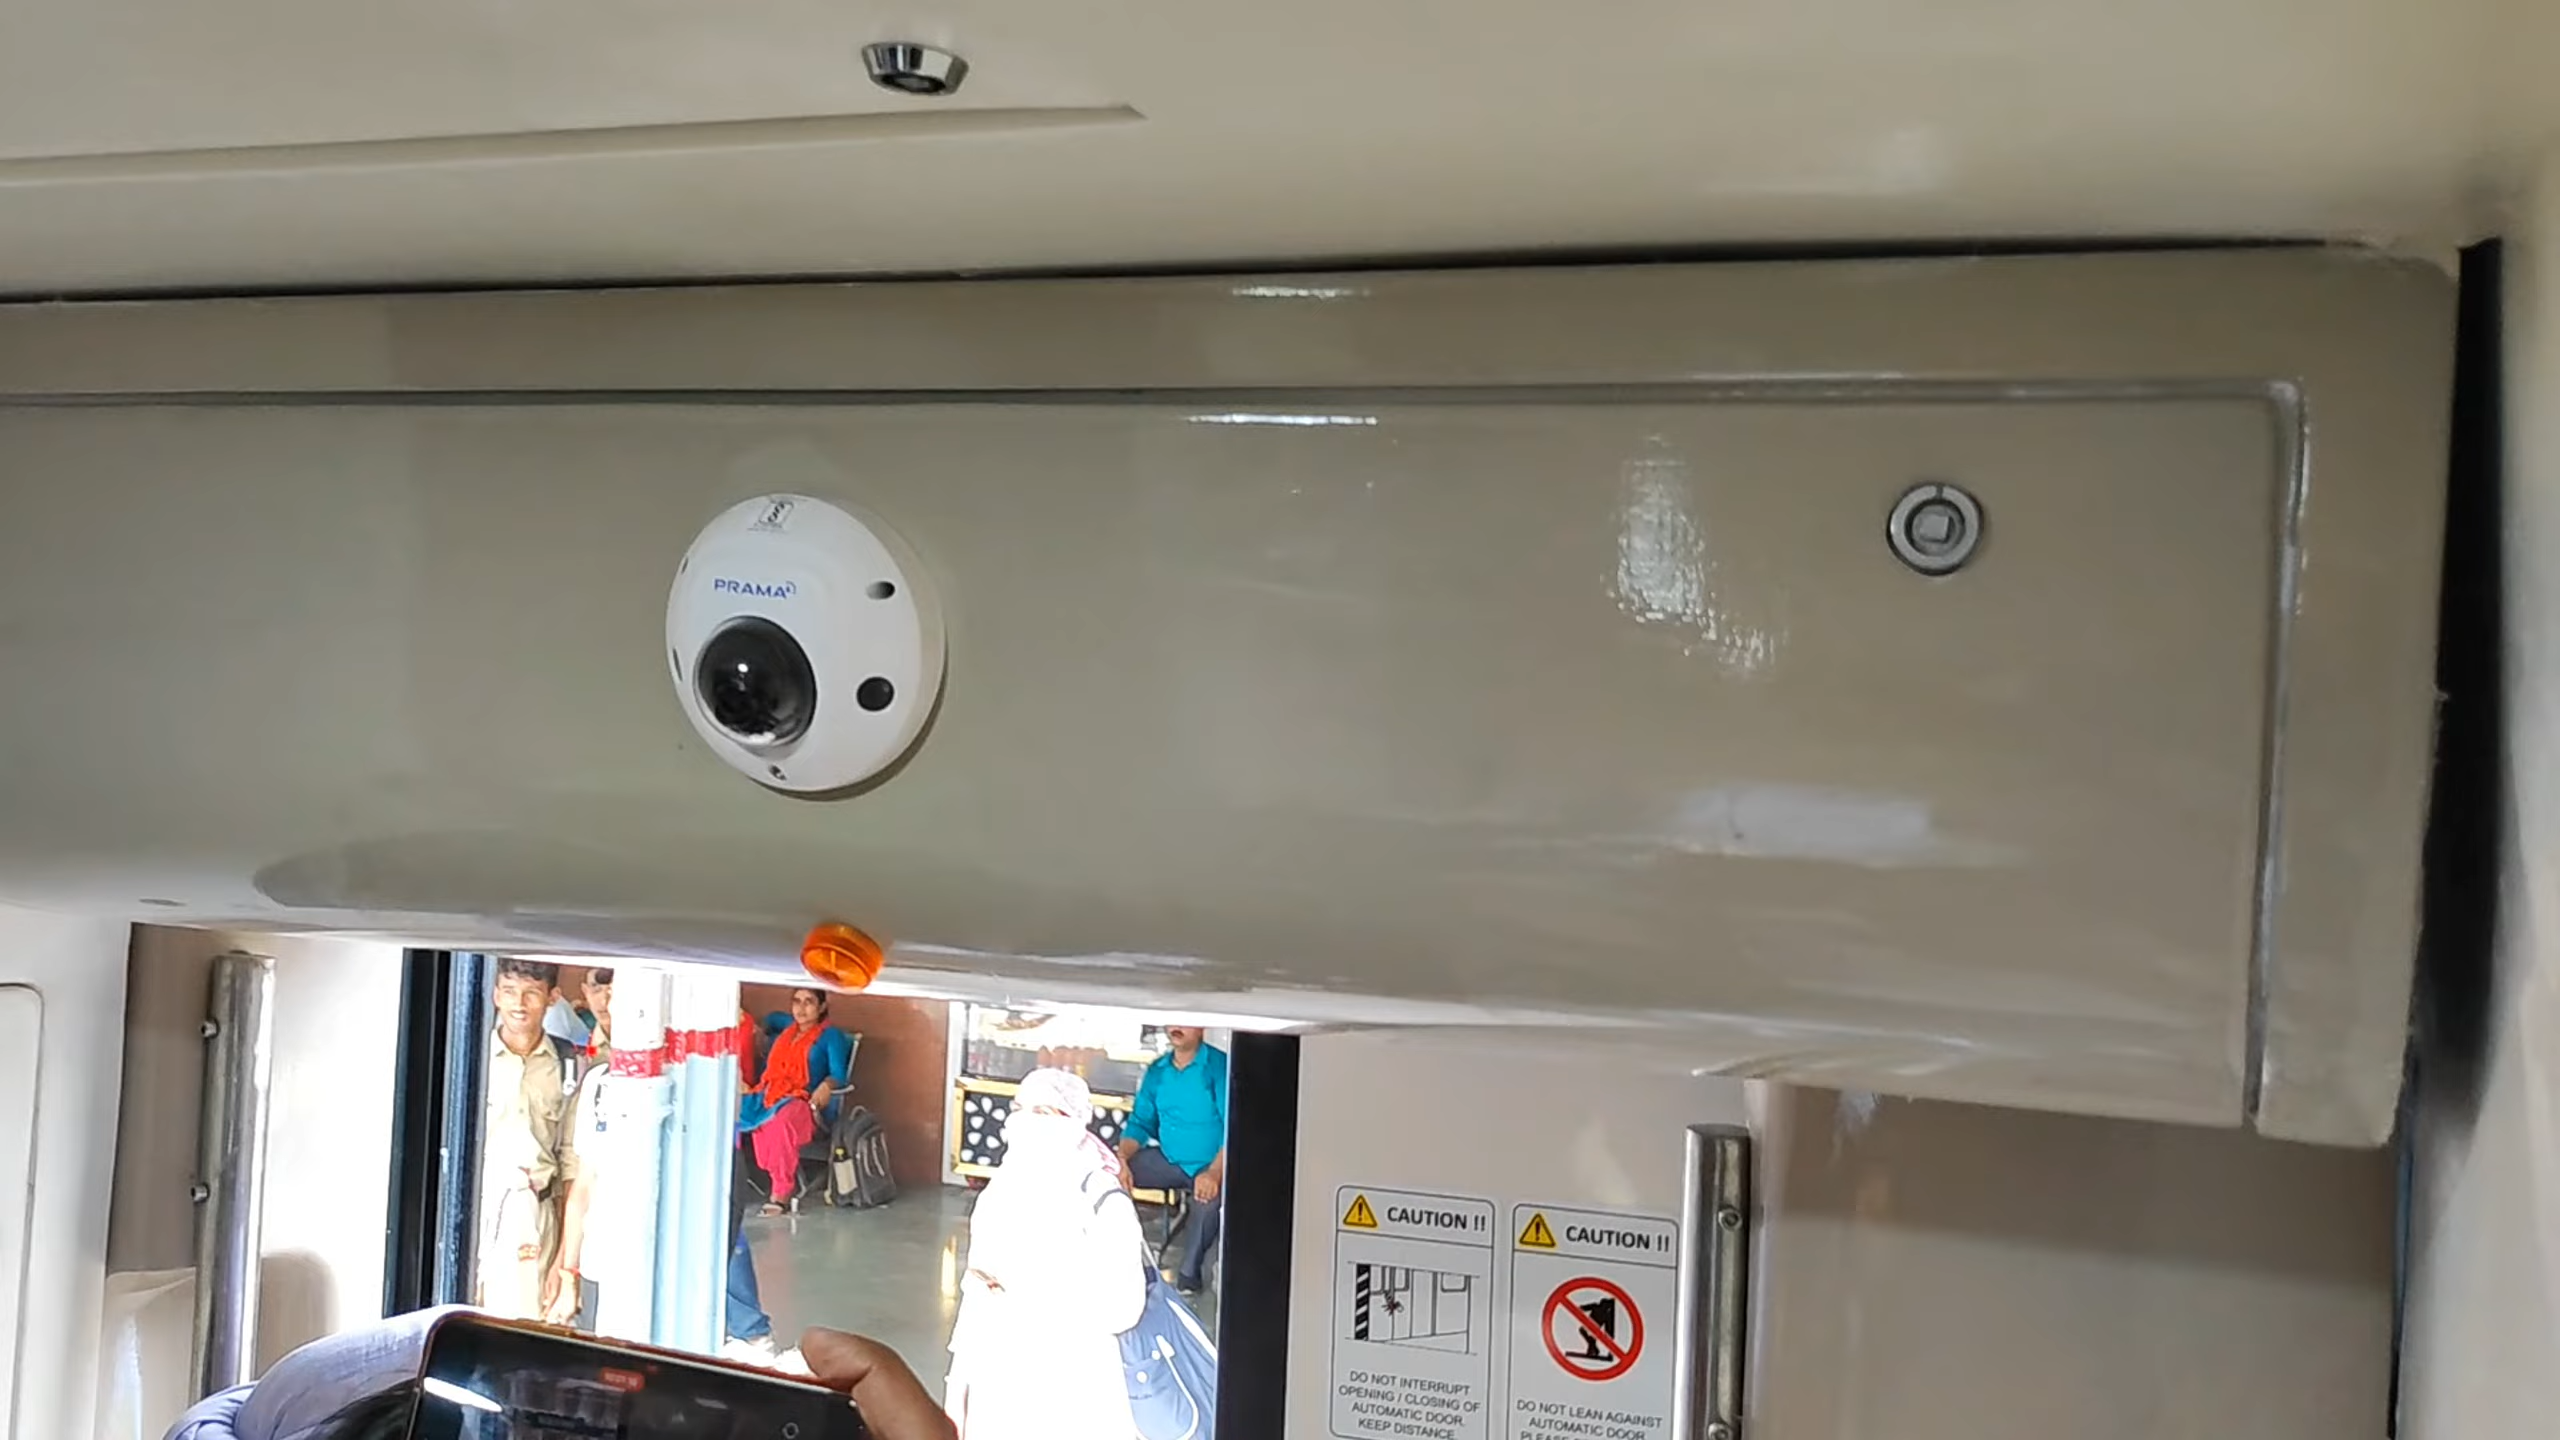 PRAMA
CAUTION !!
DO NOT INTERRUPT
OPENING / CLOSING OF
AUTOMATIC DOOR.
KEEP DISTANCE.
CAUTION !!
DO NOT LEAN AGAINST
AUTOMATIC DOOR.